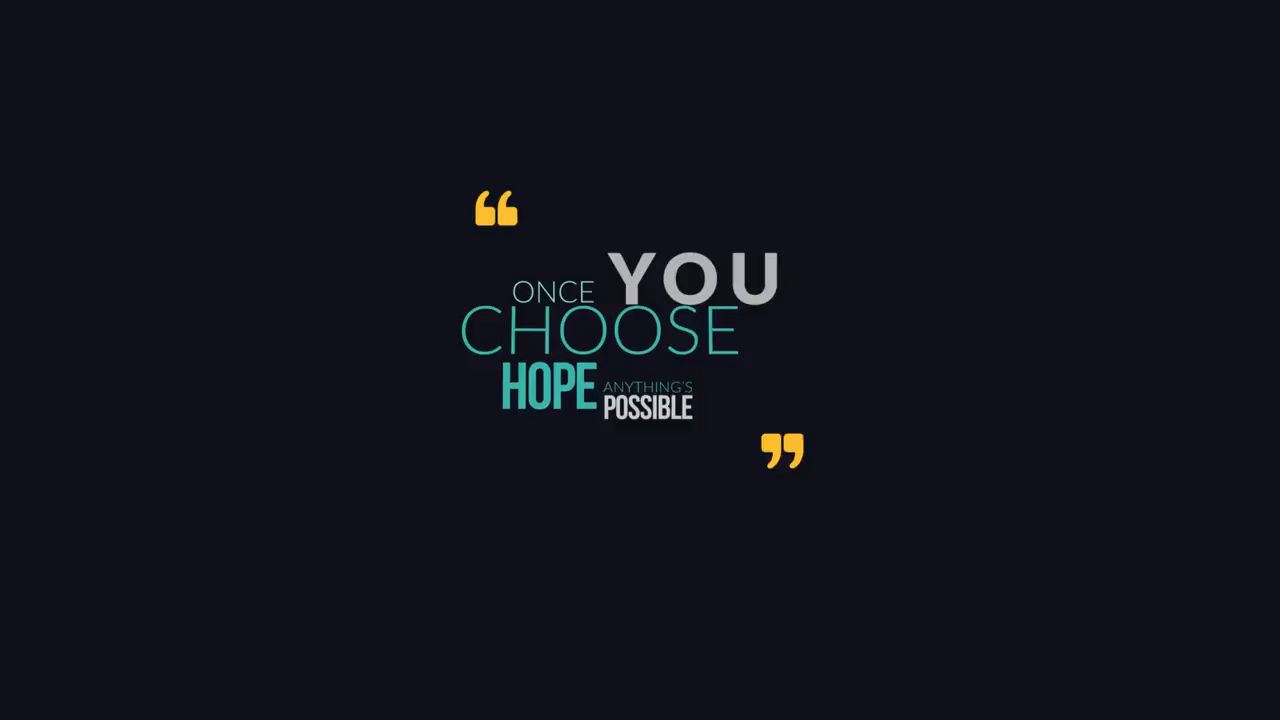 “
ONCE YOU
CHOOSE
HOPE ANYTHING'S
POSSIBLE
”